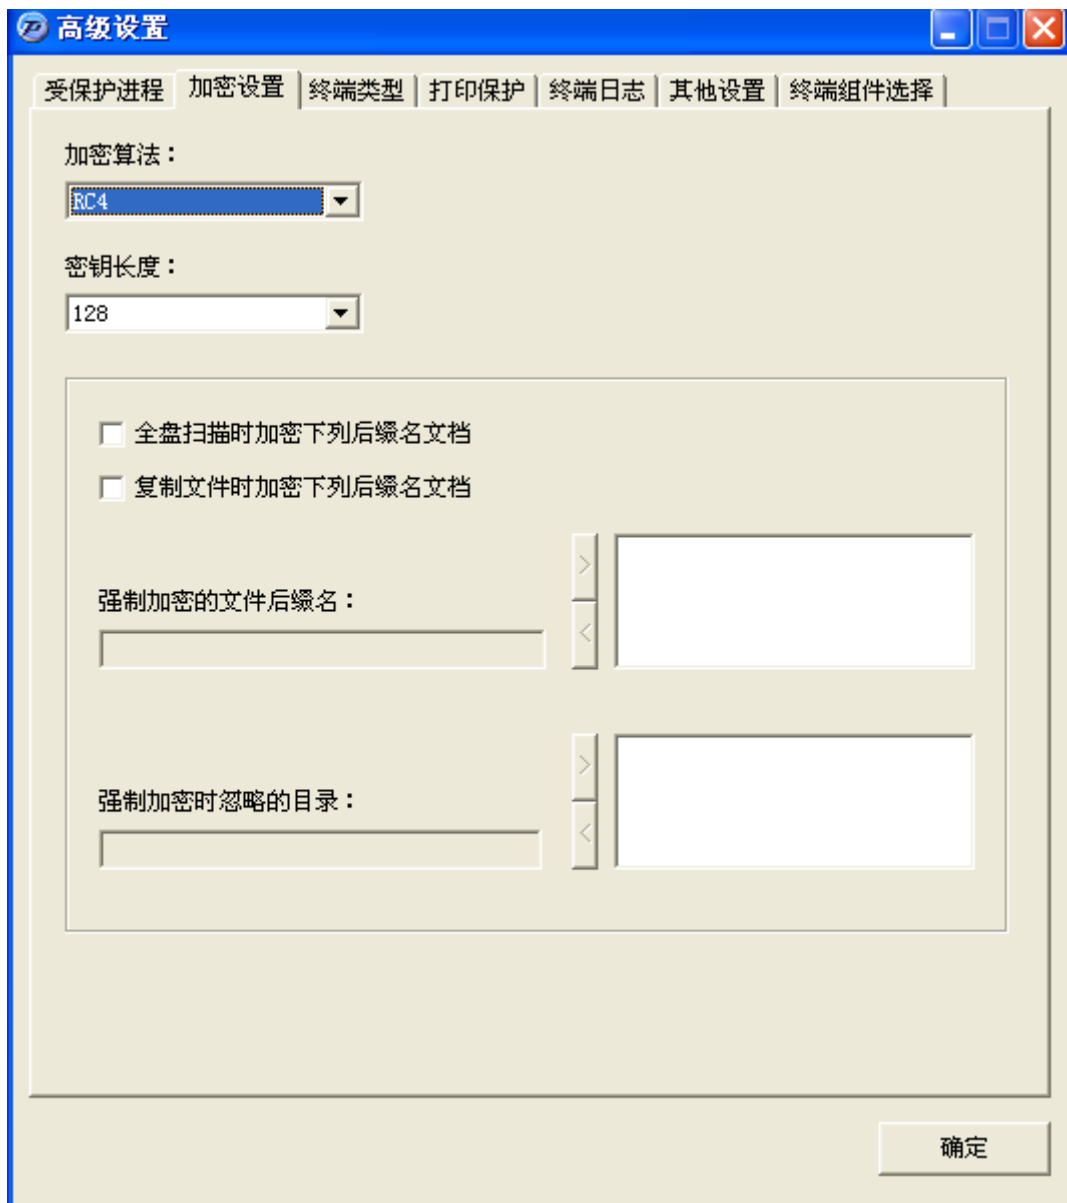 高级设置
受保护进程 加密设置 终端类型 打印保护 终端日志 其他设置 终端组件选择
加密算法：
RC4
密钥长度：
128
全盘扫描时加密下列后缀名文档
复制文件时加密下列后缀名文档
强制加密的文件后缀名：
>
<
强制加密时忽略的目录：
>
<
确定